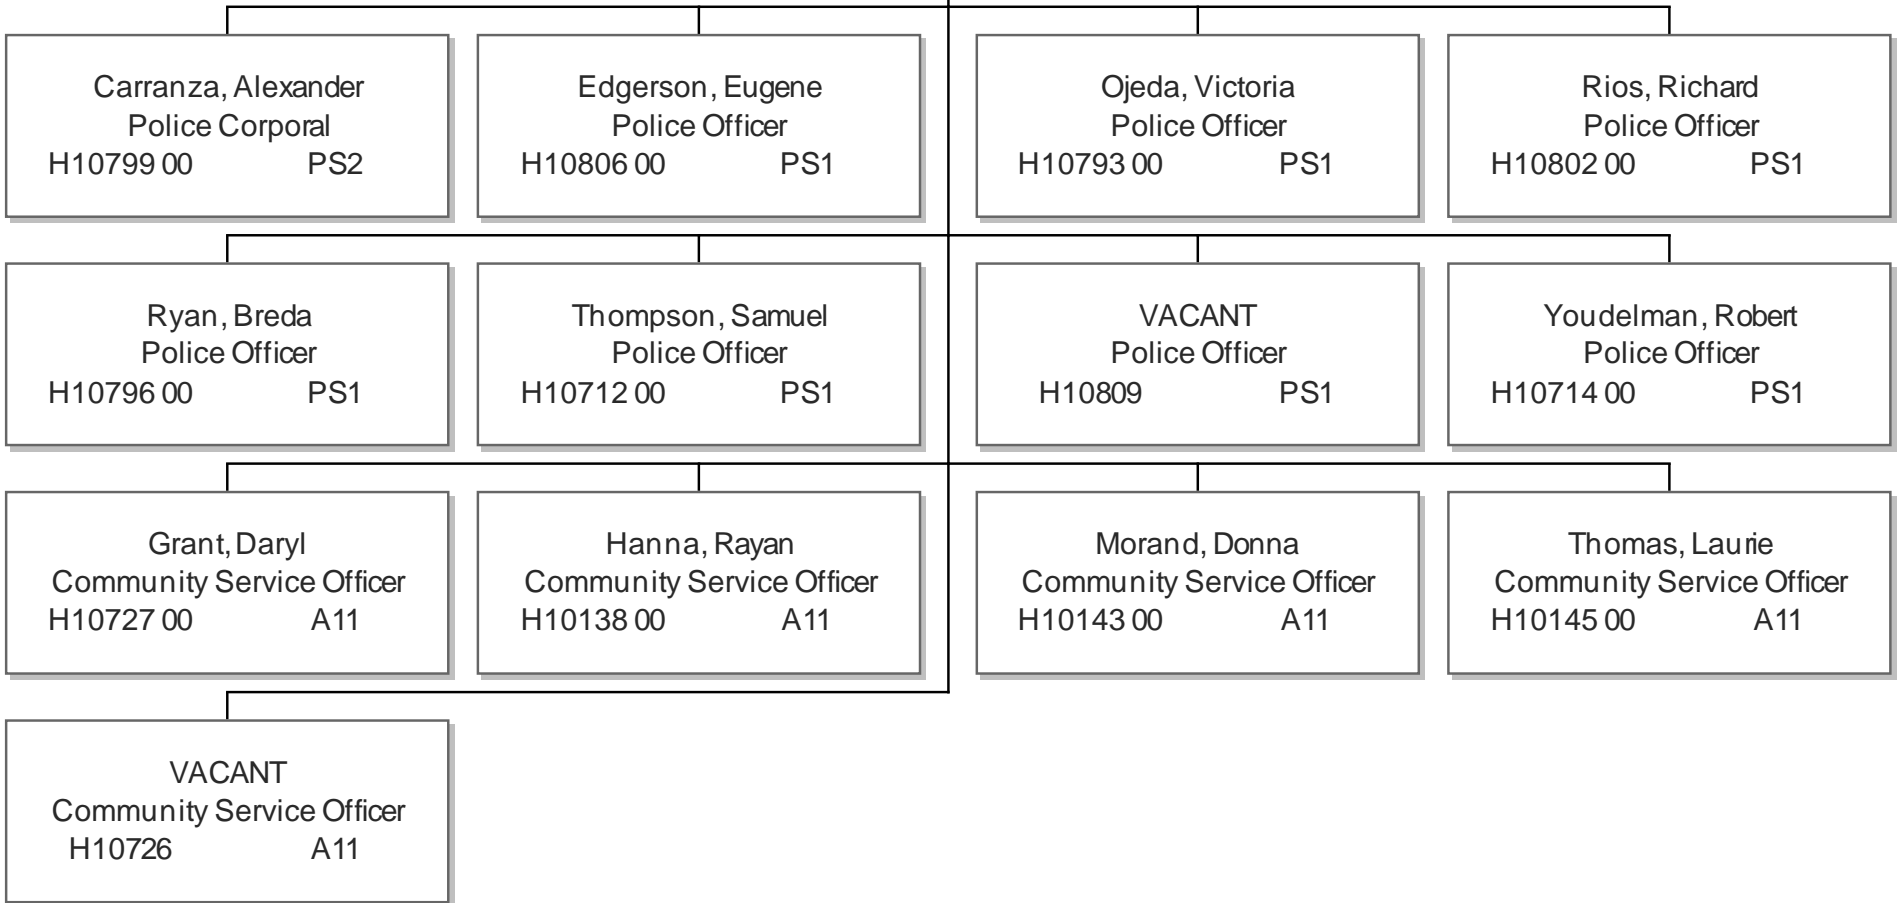 Carranza, Alexander
Police Corporal
H10799 00 PS2
Edgerson, Eugene
Police Officer
H10806 00 PS1
Ojeda, Victoria
Police Officer
H10793 00 PS1
Rios, Richard
Police Officer
H10802 00 PS1
Ryan, Breda
Police Officer
H10796 00 PS1
Thompson, Samuel
Police Officer
H10712 00 PS1
VACANT
Police Officer
H10809 PS1
Youdelman, Robert
Police Officer
H10714 00 PS1
Grant, Daryl
Community Service Officer
H10727 00 A11
Hanna, Rayan
Community Service Officer
H10138 00 A11
Morand, Donna
Community Service Officer
H10143 00 A11
Thomas, Laurie
Community Service Officer
H10145 00 A11
VACANT
Community Service Officer
H10726 A11